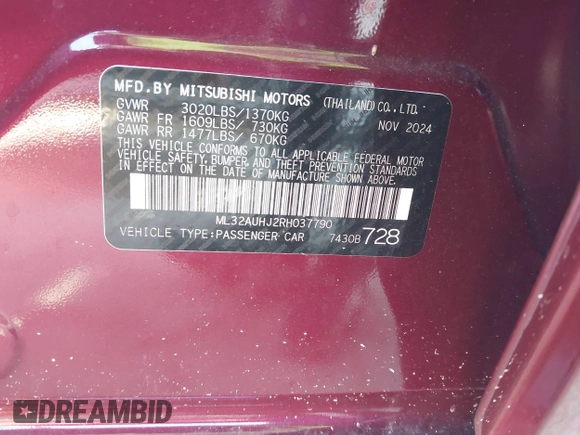 MFD.BY MITSUBISHI MOTORS (THAILAND) CO., LTD.
GVWR 3020LBS/1370KG
GAWR FR 1609LBS/ 730KG NOV 2024
GAWR RR 1477LBS/ 670KG
THIS VEHICLE CONFORMS TO ALL APPLICABLE FEDERAL MOTOR
VEHICLE SAFETY, BUMPER, AND THEFT PREVENTION STANDARDS
IN EFFECT ON THE DATE OF MANUFACTURE SHOWN ABOVE.
ML32AUHJ2RH037790
VEHICLE TYPE:PASSENGER CAR 7430B 728
DREAMBID